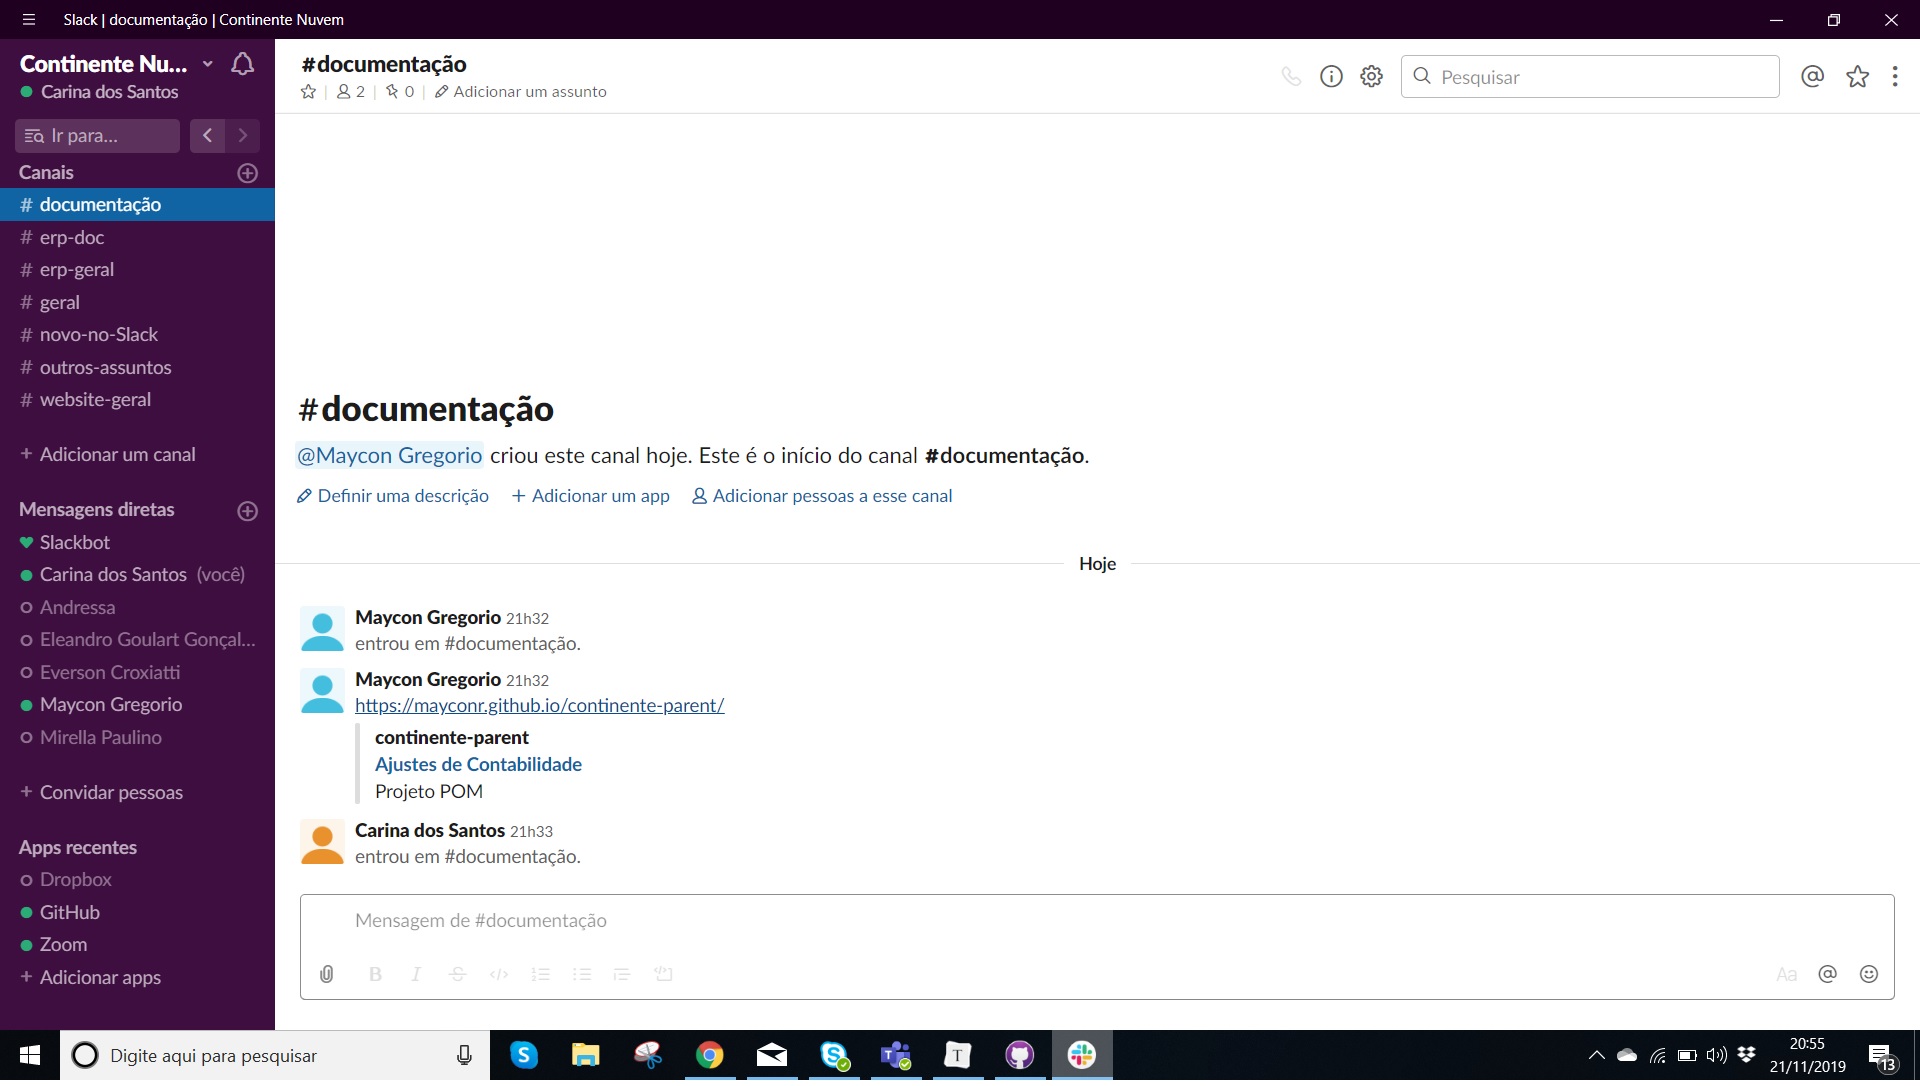 Slack | documentação | Continente Nuvem
Continente Nu...
Carina dos Santos
Ir para...
Canais
# documentação
# erp-doc
# erp-geral
# geral
# novo-no-Slack
# outros-assuntos
# website-geral
+ Adicionar um canal
Mensagens diretas
Slackbot
Carina dos Santos (você)
Andressa
Eleandro Goulart Gonçal...
Everson Croxiatti
Maycon Gregorio
Mirella Paulino
+ Convidar pessoas
Apps recentes
Dropbox
GitHub
Zoom
+ Adicionar apps
#documentação
2 | 0 | Adicionar um assunto
Pesquisar
#documentação
@Maycon Gregorio criou este canal hoje. Este é o início do canal #documentação.
Definir uma descrição + Adicionar um app Adicionar pessoas a esse canal
Hoje
Maycon Gregorio 21h32
entrou em #documentação.
Maycon Gregorio 21h32
https://mayconr.github.io/continente-parent/
continente-parent
Ajustes de Contabilidade
Projeto POM
Carina dos Santos 21h33
entrou em #documentação.
Mensagem de #documentação
B I S Aa @
Digite aqui para pesquisar
20:55
21/11/2019
13